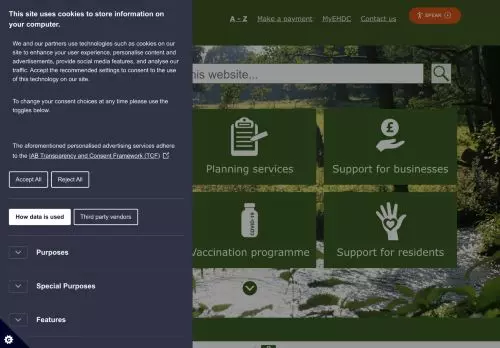 This site uses cookies to store information on
your computer.
A - Z
Make a payment
MyEHDC
Contact us
SPEAK
We and our partners use technologies such as cookies on our
site to enhance your user experience, personalise content and
advertisements, provide social media features, and analyse our
traffic. Accept the recommended settings to consent to the use
of this technology on our site.
this website...
To change your consent choices at any time please use the
toggles below.
The aforementioned personalised advertising services adhere
to the IAB Transparency and Consent Framework (TCF)
Accept All
Reject All
Planning services
Support for businesses
How data is used
Third party vendors
COVID-19
Vaccination programme
Support for residents
Purposes
Special Purposes
Features